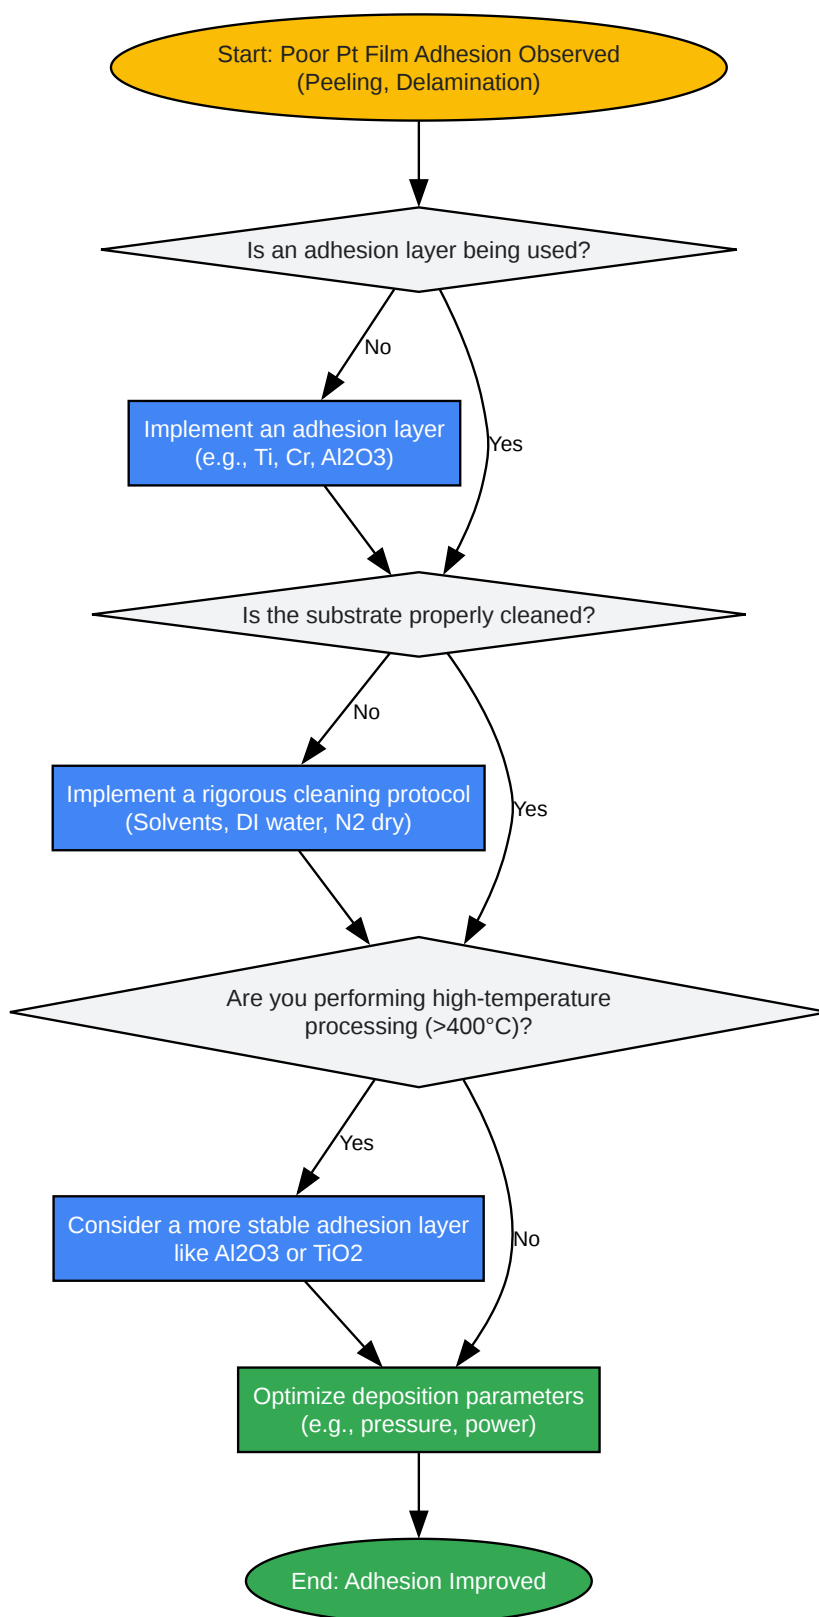 Start: Poor Pt Film Adhesion Observed
(Peeling, Delamination)
Is an adhesion layer being used?
No
Implement an adhesion layer
(e.g., Ti, Cr, Al2O3)
Yes
Is the substrate properly cleaned?
No
Implement a rigorous cleaning protocol
(Solvents, DI water, N2 dry)
Yes
Are you performing high-temperature
processing (>400°C)?
Yes
Consider a more stable adhesion layer
like Al2O3 or TiO2
No
Optimize deposition parameters
(e.g., pressure, power)
End: Adhesion Improved